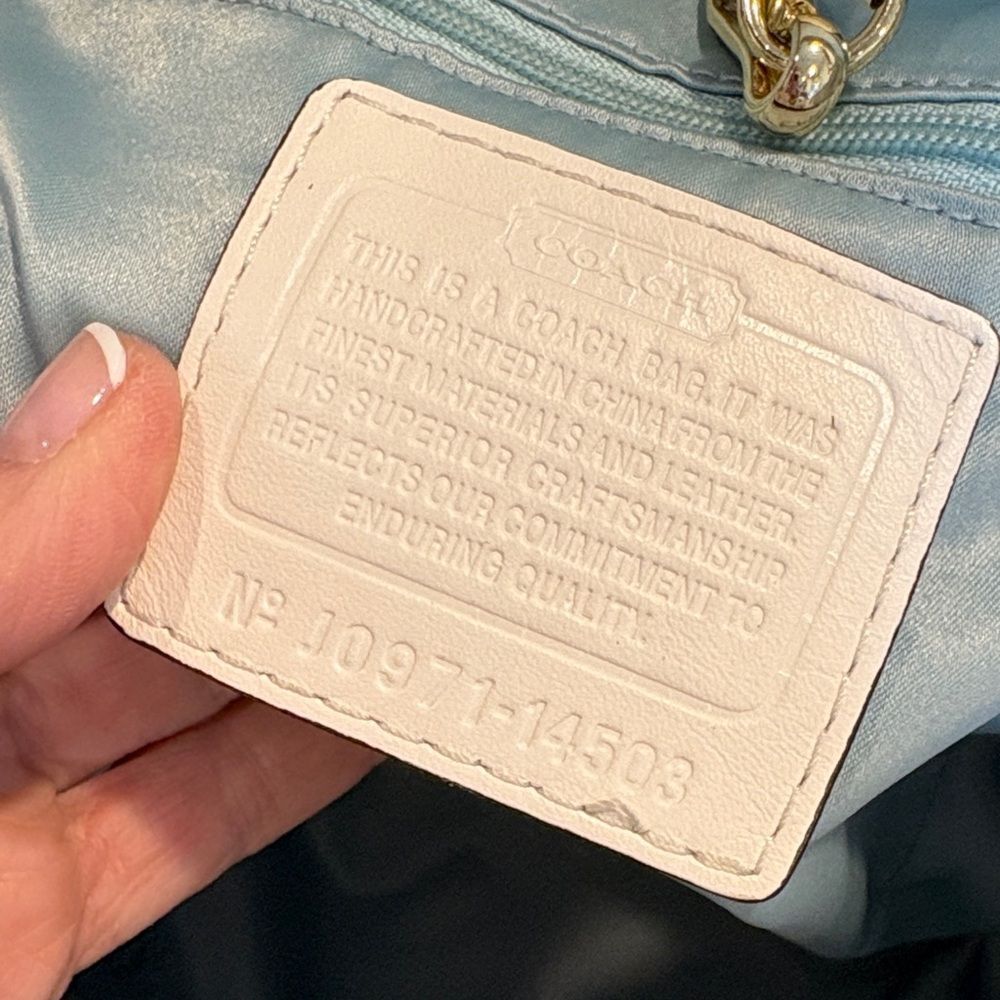 COACH
THIS IS A COACH BAG. IT WAS
HANDCRAFTED IN CHINA FROM THE
FINEST MATERIALS AND LEATHER.
ITS SUPERIOR CRAFTSMANSHIP
REFLECTS OUR COMMITMENT TO
ENDURING QUALITY.
Nº J0971-14503